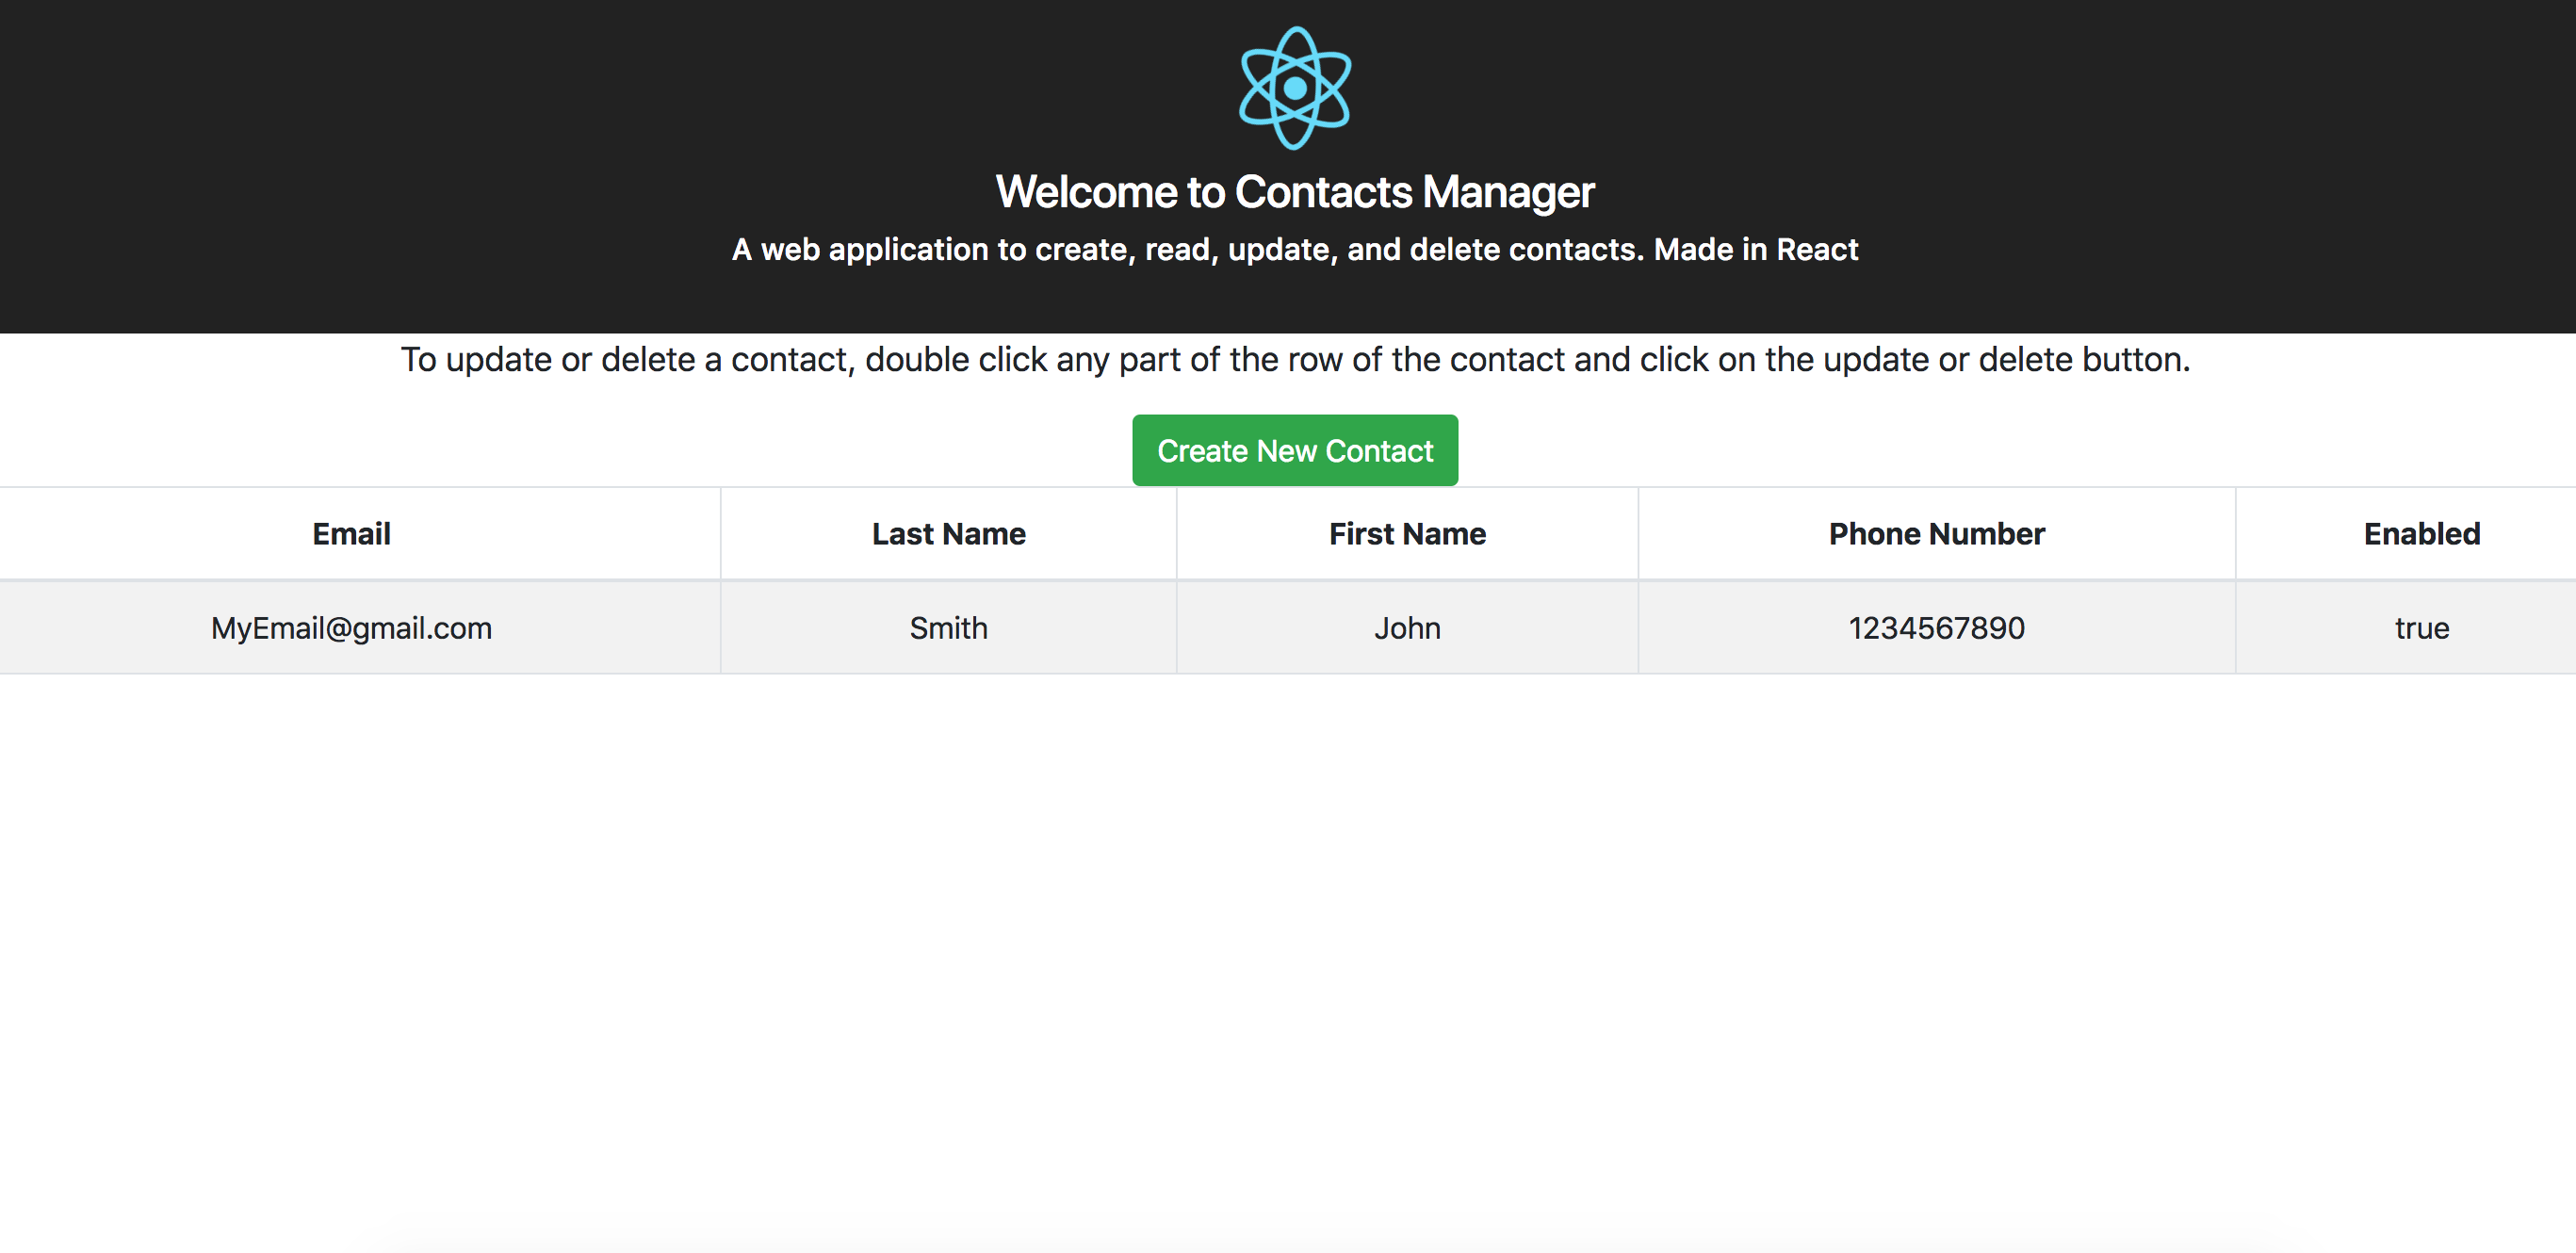 Welcome to Contacts Manager
A web application to create, read, update, and delete contacts. Made in React
To update or delete a contact, double click any part of the row of the contact and click on the update or delete button.
Create New Contact
Email Last Name First Name Phone Number Enabled
MyEmail@gmail.com Smith John 1234567890 true